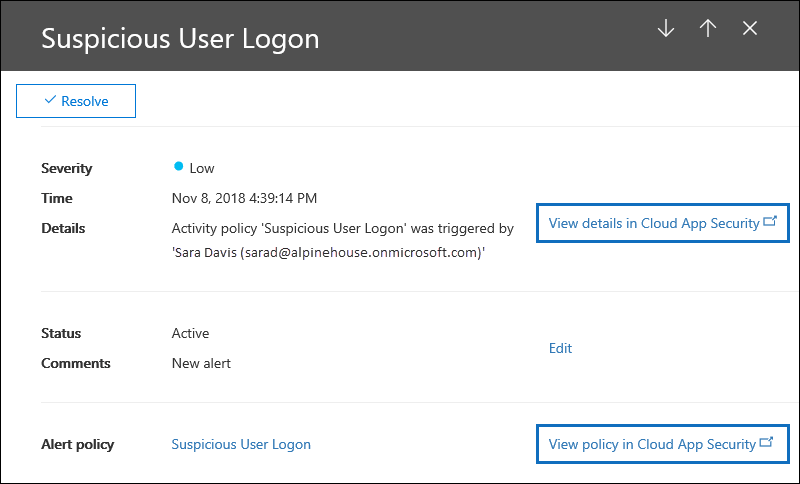 Suspicious User Logon
Resolve
Severity Low
Time Nov 8, 2018 4:39:14 PM
Details Activity policy 'Suspicious User Logon' was triggered by
'Sara Davis (sarad@alpinehouse.onmicrosoft.com)'
View details in Cloud App Security
Status Active
Comments New alert
Edit
Alert policy Suspicious User Logon
View policy in Cloud App Security